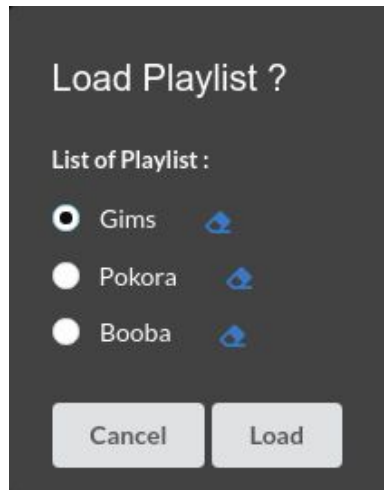 Load Playlist ?
List of Playlist :
Gims
Pokora
Booba
Cancel Load